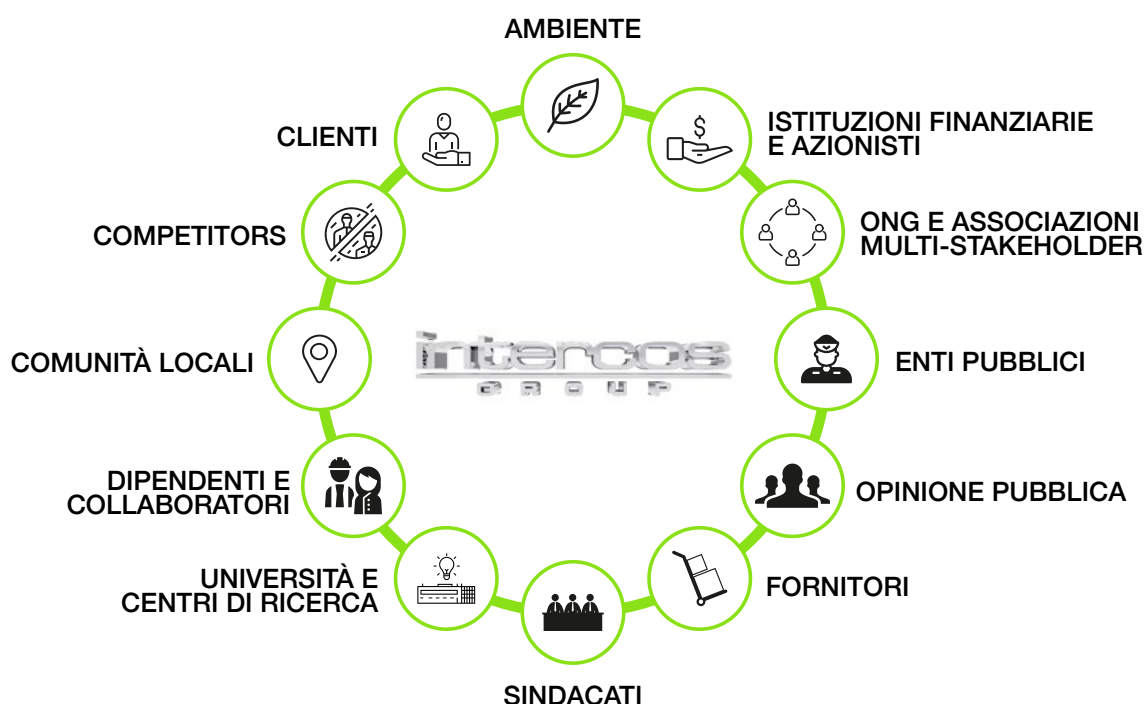 AMBIENTE
CLIENTI
ISTITUZIONI FINANZIARIE
E AZIONISTI
COMPETITORS
ONG E ASSOCIAZIONI
MULTI-STAKEHOLDER
$
COMUNITÀ LOCALI
intercos
GROUP
ENTI PUBBLICI
DIPENDENTI E
COLLABORATORI
OPINIONE PUBBLICA
UNIVERSITÀ E
CENTRI DI RICERCA
FORNITORI
SINDACATI